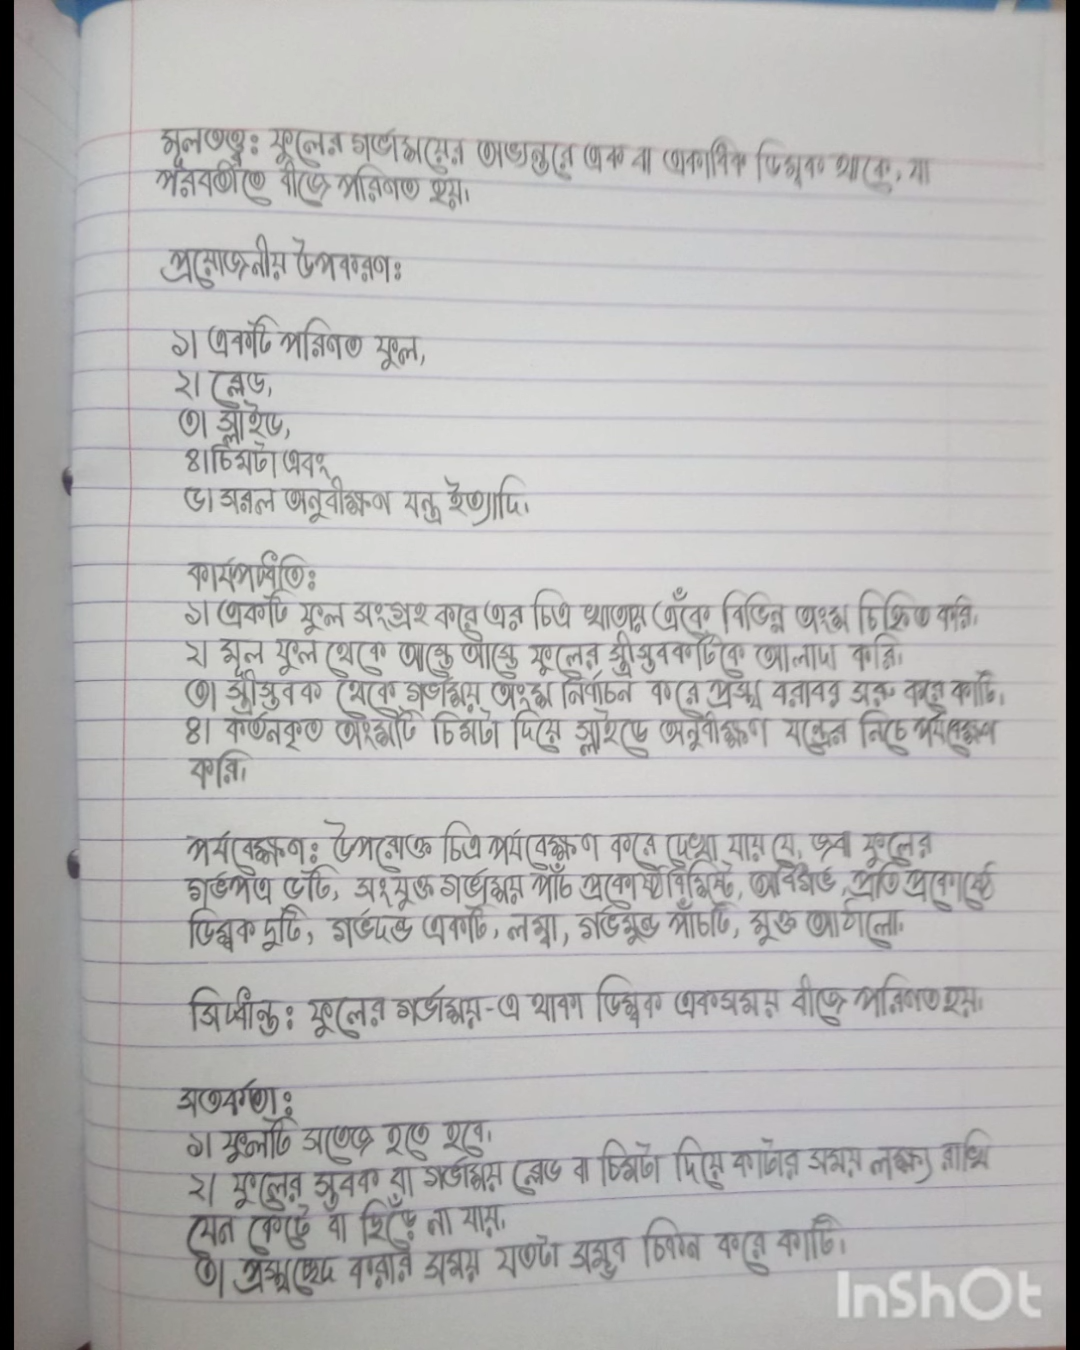 মূলতত্ত্ব: ফুলের গর্ভাশয়ের অভ্যন্তরে এক বা একাধিক ডিম্বক থাকে, যা
পরবর্তীতে বীজে পরিণত হয়।
প্রয়োজনীয় উপকরণ:
১। একটি পরিণত ফুল,
২। ব্লেড,
৩। স্লাইড,
৪। চিমটা এবং
৫। সরল অনুবীক্ষণ যন্ত্র ইত্যাদি।
কার্যপদ্ধতি:
১। একটি ফুল সংগ্রহ করে এর চিত্র খাতায় এঁকে বিভিন্ন অংশ চিহ্নিত করি।
২। মূল ফুল থেকে আস্তে আস্তে ফুলের স্ত্রীস্তবকটিকে আলাদা করি।
৩। স্ত্রীস্তবক থেকে গর্ভাশয় অংশ নির্বাচন করে প্রস্থ বরাবর সরু করে কাটি।
৪। কর্তনকৃত অংশটি চিমটা দিয়ে স্লাইডে অনুবীক্ষণ যন্ত্রের নিচে পর্যবেক্ষণ
করি।
পর্যবেক্ষণ: উপরোক্ত চিত্র পর্যবেক্ষণ করে দেখা যায় যে, জবা ফুলের
গর্ভপত্র ৫টি, সংযুক্ত গর্ভাশয় পাঁচ প্রকোষ্ঠবিশিষ্ট, অধিগর্ভ, প্রতি প্রকোষ্ঠে
ডিম্বক দুটি, গর্ভদন্ড একটি, লম্বা, গর্ভমুন্ড পাঁচটি, মুক্ত আঠালো।
সিদ্ধান্ত: ফুলের গর্ভাশয়-এ থাকা ডিম্বক একসময় বীজে পরিণত হয়।
সতর্কতা:
১। ফুলটি সতেজ হতে হবে।
২। ফুলের স্তবক বা গর্ভাশয় ব্লেড বা চিমটা দিয়ে কাটার সময় লক্ষ্য রাখি
যেন কেটে বা ছিঁড়ে না যায়।
৩। প্রস্থচ্ছেদ করার সময় যতটা সম্ভব চিকন করে কাটি।
InShOt